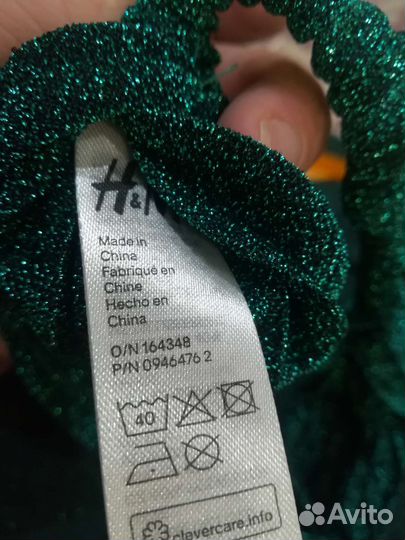 H&M
Made in
China
Fabriqué en
Chine
Hecho en
China
O/N 164348
P/N 0946476 2
40
clevercare.info
Avito